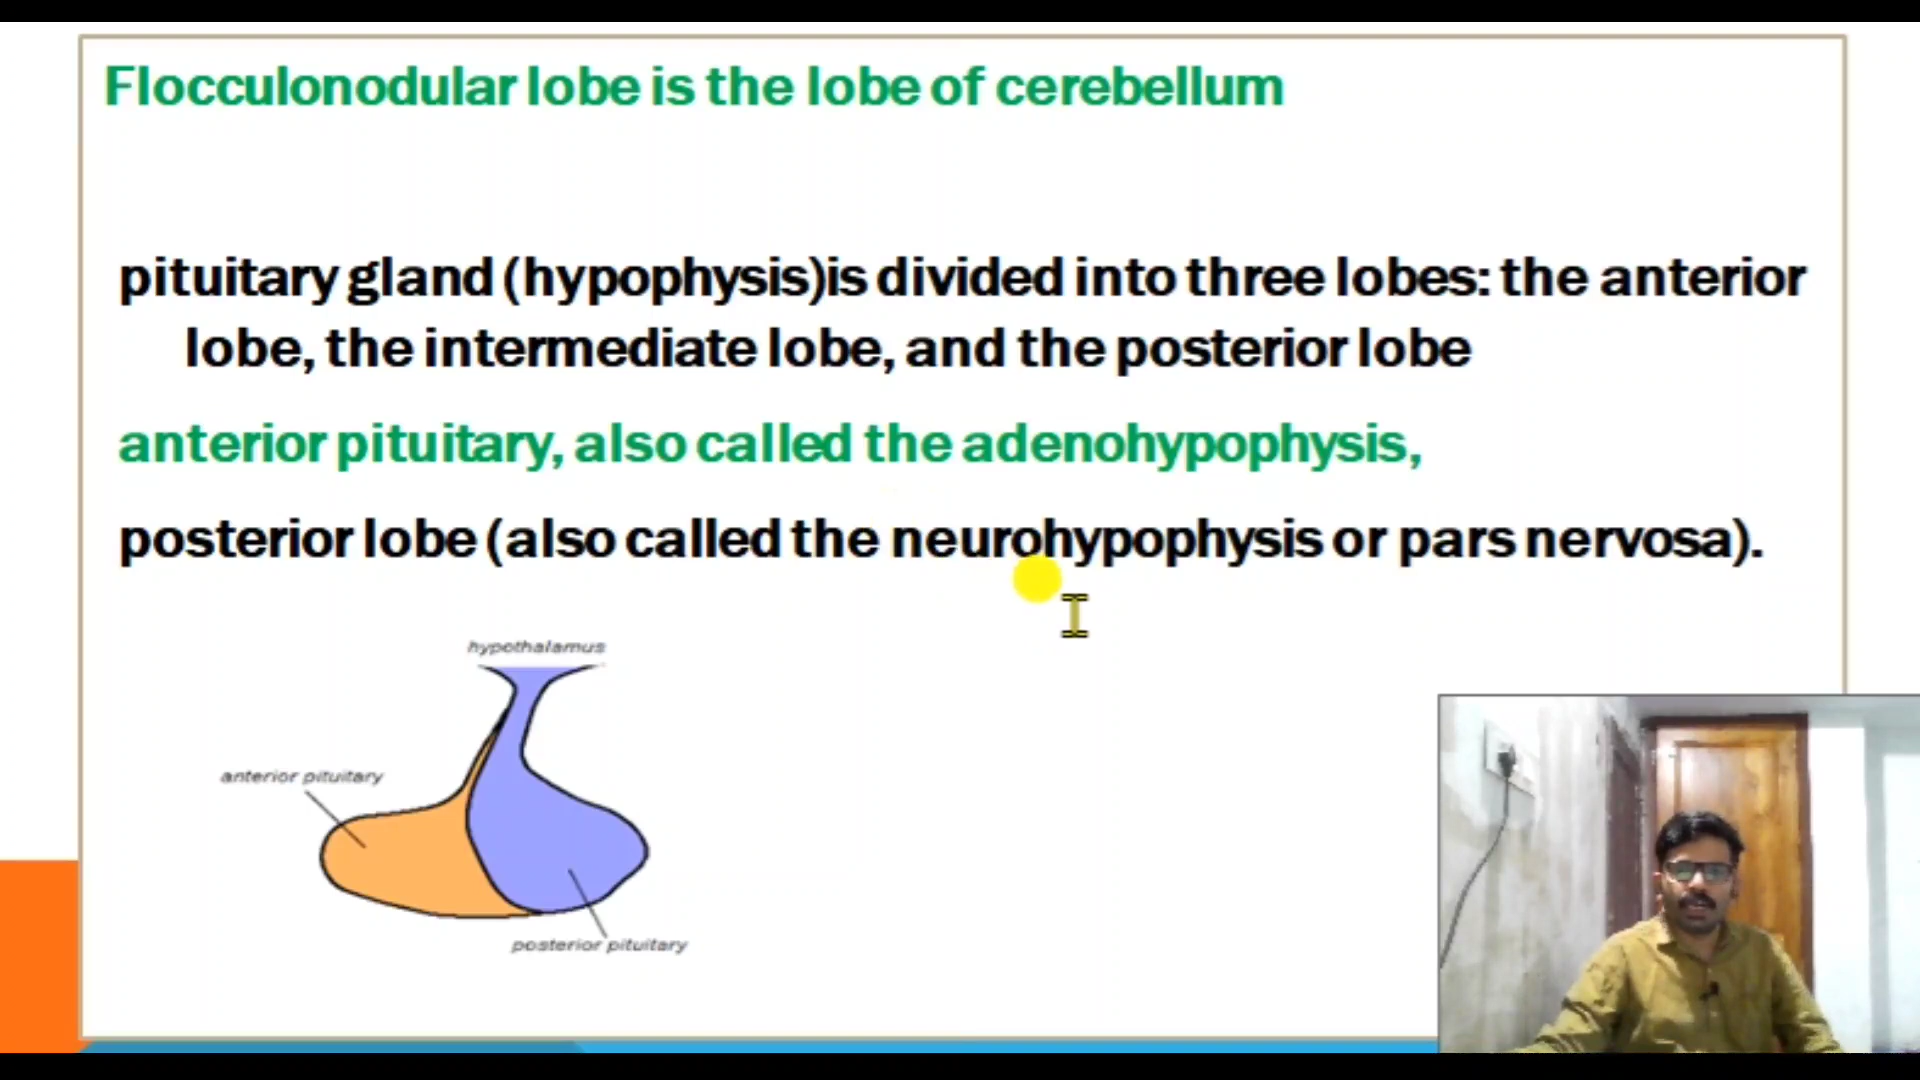 Flocculonodular lobe is the lobe of cerebellum
pituitary gland (hypophysis)is divided into three lobes: the anterior
lobe, the intermediate lobe, and the posterior lobe
anterior pituitary, also called the adenohypophysis,
posterior lobe (also called the neurohypophysis or pars nervosa).
hypothalamus
anterior pituitary
posterior pituitary